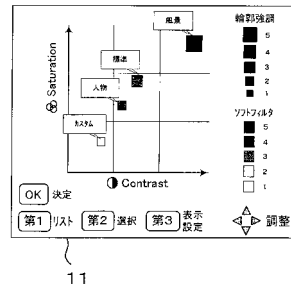 風景
輪郭強調
5
4
3
2
1
標準
人物
カスタム
Saturation
ソフトフィルタ
5
4
3
2
1
Contrast
OK 決定
第1 リスト 第2 選択 第3 表示設定
調整
11